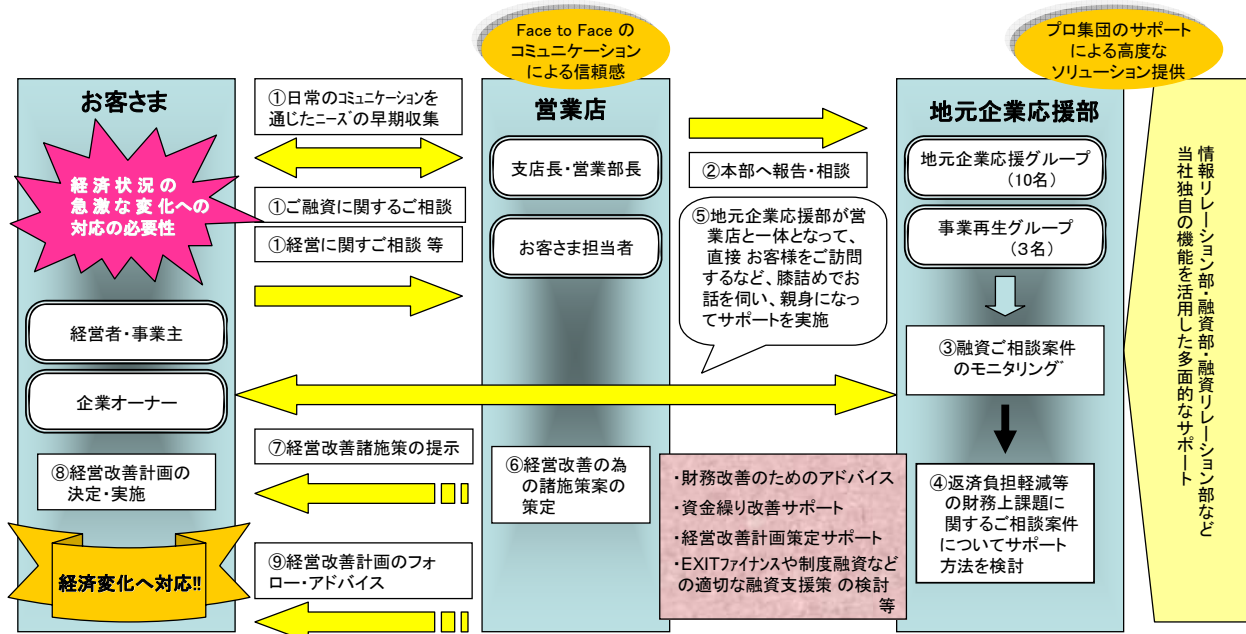 Face to Face の
コミュニケーション
による信頼感
プロ集団のサポート
による高度な
ソリューション提供
お客さま
経済状況の
急激な変化への
対応の必要性
経営者・事業主
企業オーナー
⑧経営改善計画の
決定・実施
経済変化へ対応!!
①日常のコミュニケーションを
通じたニーズの早期収集
①ご融資に関するご相談
①経営に関すご相談 等
⑦経営改善諸施策の提示
⑨経営改善計画のフォ
ロー・アドバイス
営業店
支店長・営業部長
お客さま担当者
⑥経営改善の為
の諸施策案の
策定
②本部へ報告・相談
⑤地元企業応援部が営
業店と一体となって、
直接 お客様をご訪問
するなど、膝詰めでお
話を伺い、親身になっ
てサポートを実施
・財務改善のためのアドバイス
・資金繰り改善サポート
・経営改善計画策定サポート
・EXITファイナンスや制度融資など
の適切な融資支援策 の検討
等
地元企業応援部
地元企業応援グループ
(10名)
事業再生グループ
(3名)
③融資ご相談案件
のモニタリング
④返済負担軽減等
の財務上課題に
関するご相談案件
についてサポート
方法を検討
情報リレーション部・融資部・融資リレーション部など
当社独自の機能を活用した多面的なサポート